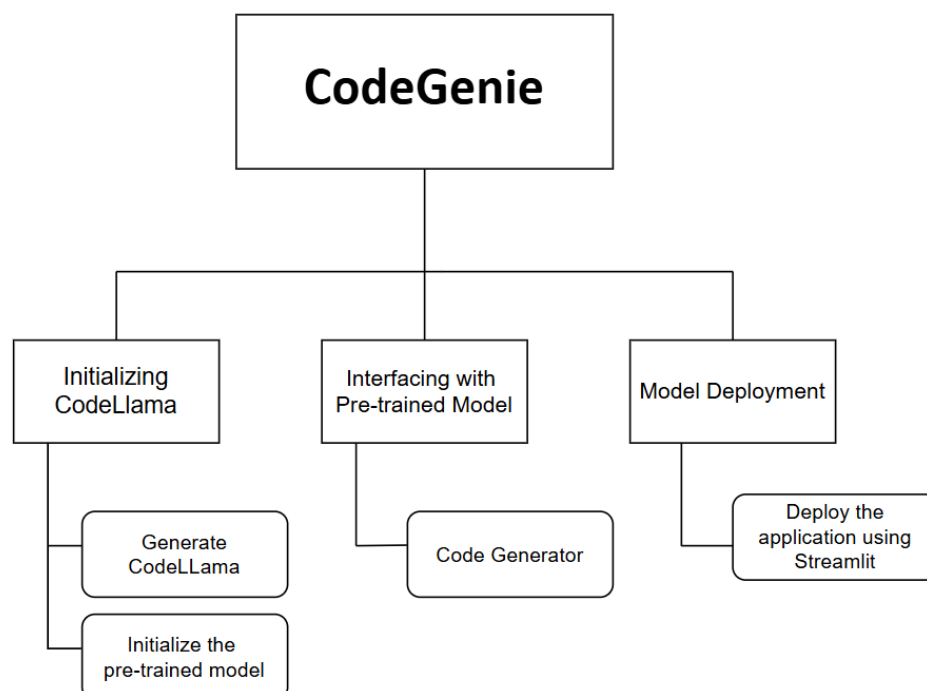 CodeGenie
Initializing
CodeLlama
Interfacing with
Pre-trained Model
Model Deployment
Generate
CodeLLama
Initialize the
pre-trained model
Code Generator
Deploy the
application using
Streamlit